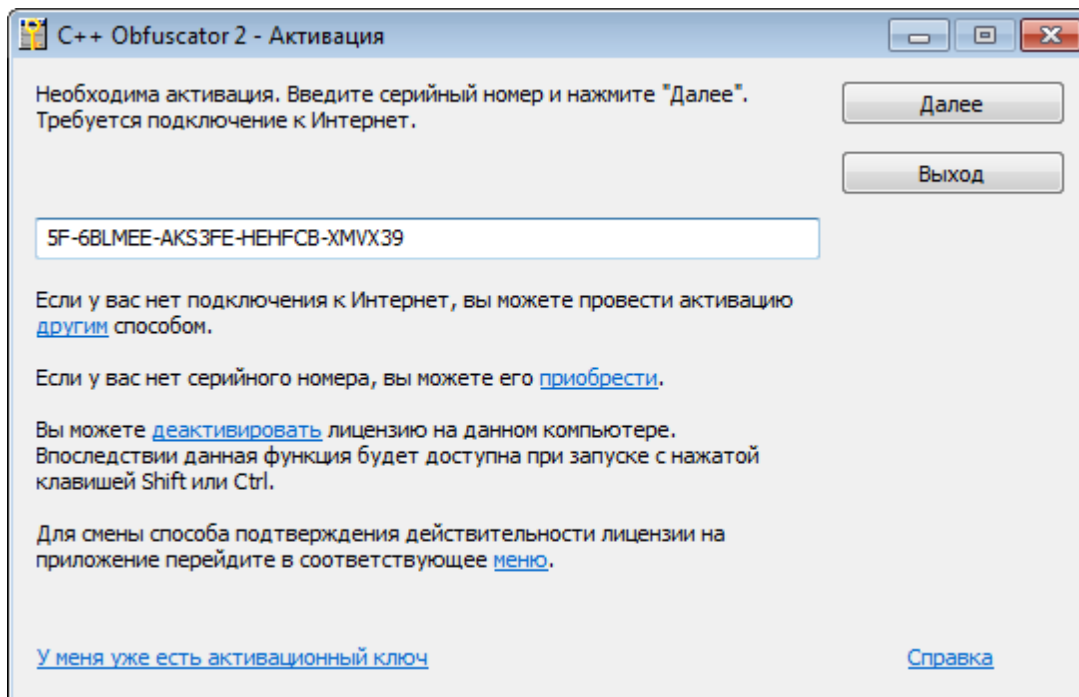 C++ Obfuscator 2 - Активация
Необходима активация. Введите серийный номер и нажмите "Далее".
Требуется подключение к Интернет.
Далее
Выход
5F-6BLMEE-AKS3FE-HEHFCB-XMVX39
Если у вас нет подключения к Интернет, вы можете провести активацию
другим способом.
Если у вас нет серийного номера, вы можете его приобрести.
Вы можете деактивировать лицензию на данном компьютере.
Впоследствии данная функция будет доступна при запуске с нажатой
клавишей Shift или Ctrl.
Для смены способа подтверждения действительности лицензии на
приложение перейдите в соответствующее меню.
У меня уже есть активационный ключ
Справка